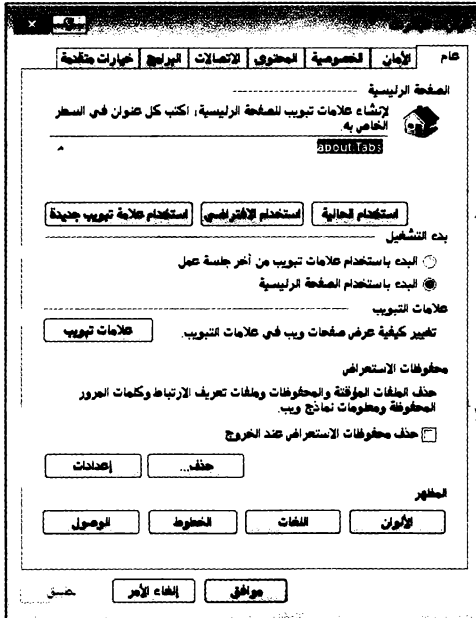 عام
الأمان
الخصوصية
المحتوى
الاتصالات
البرامج
خيارات متقدمة
الصفحة الرئيسية
لإنشاء علامات تبويب للصفحة الرئيسية، اكتب كل عنوان في السطر
الخاص به.
about:Tabs
استخدام الحالية
استخدام الافتراضي
استخدام علامة تبويب جديدة
بدء التشغيل
البدء باستخدام علامات تبويب من آخر جلسة عمل
البدء باستخدام الصفحة الرئيسية
علامات التبويب
تغيير كيفية عرض صفحات ويب في علامات التبويب.
علامات تبويب
محفوظات الاستعراض
حذف الملفات المؤقتة والمحفوظات وملفات تعريف الارتباط وكلمات المرور
المحفوظة ومعلومات نماذج ويب.
حذف محفوظات الاستعراض عند الخروج
حذف...
إعدادات
المظهر
الألوان
اللغات
الخطوط
الوصول
موافق
إلغاء الأمر